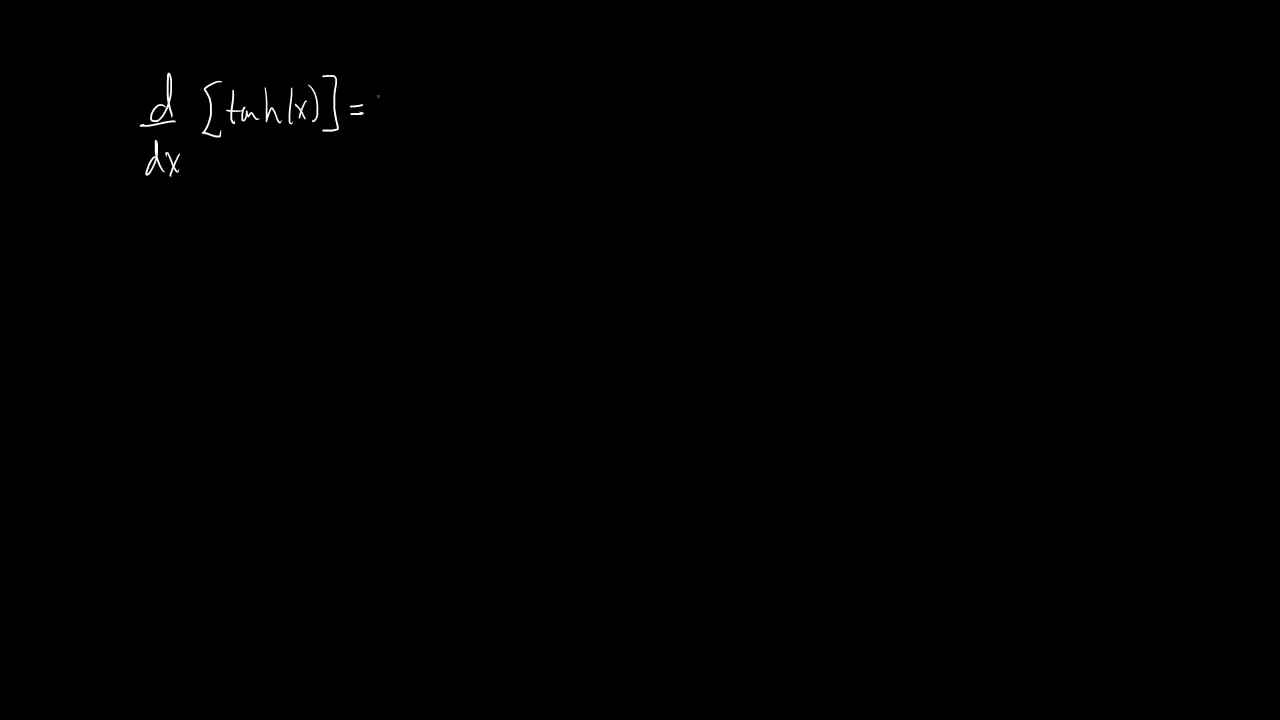 d/dx [tanh(x)] =